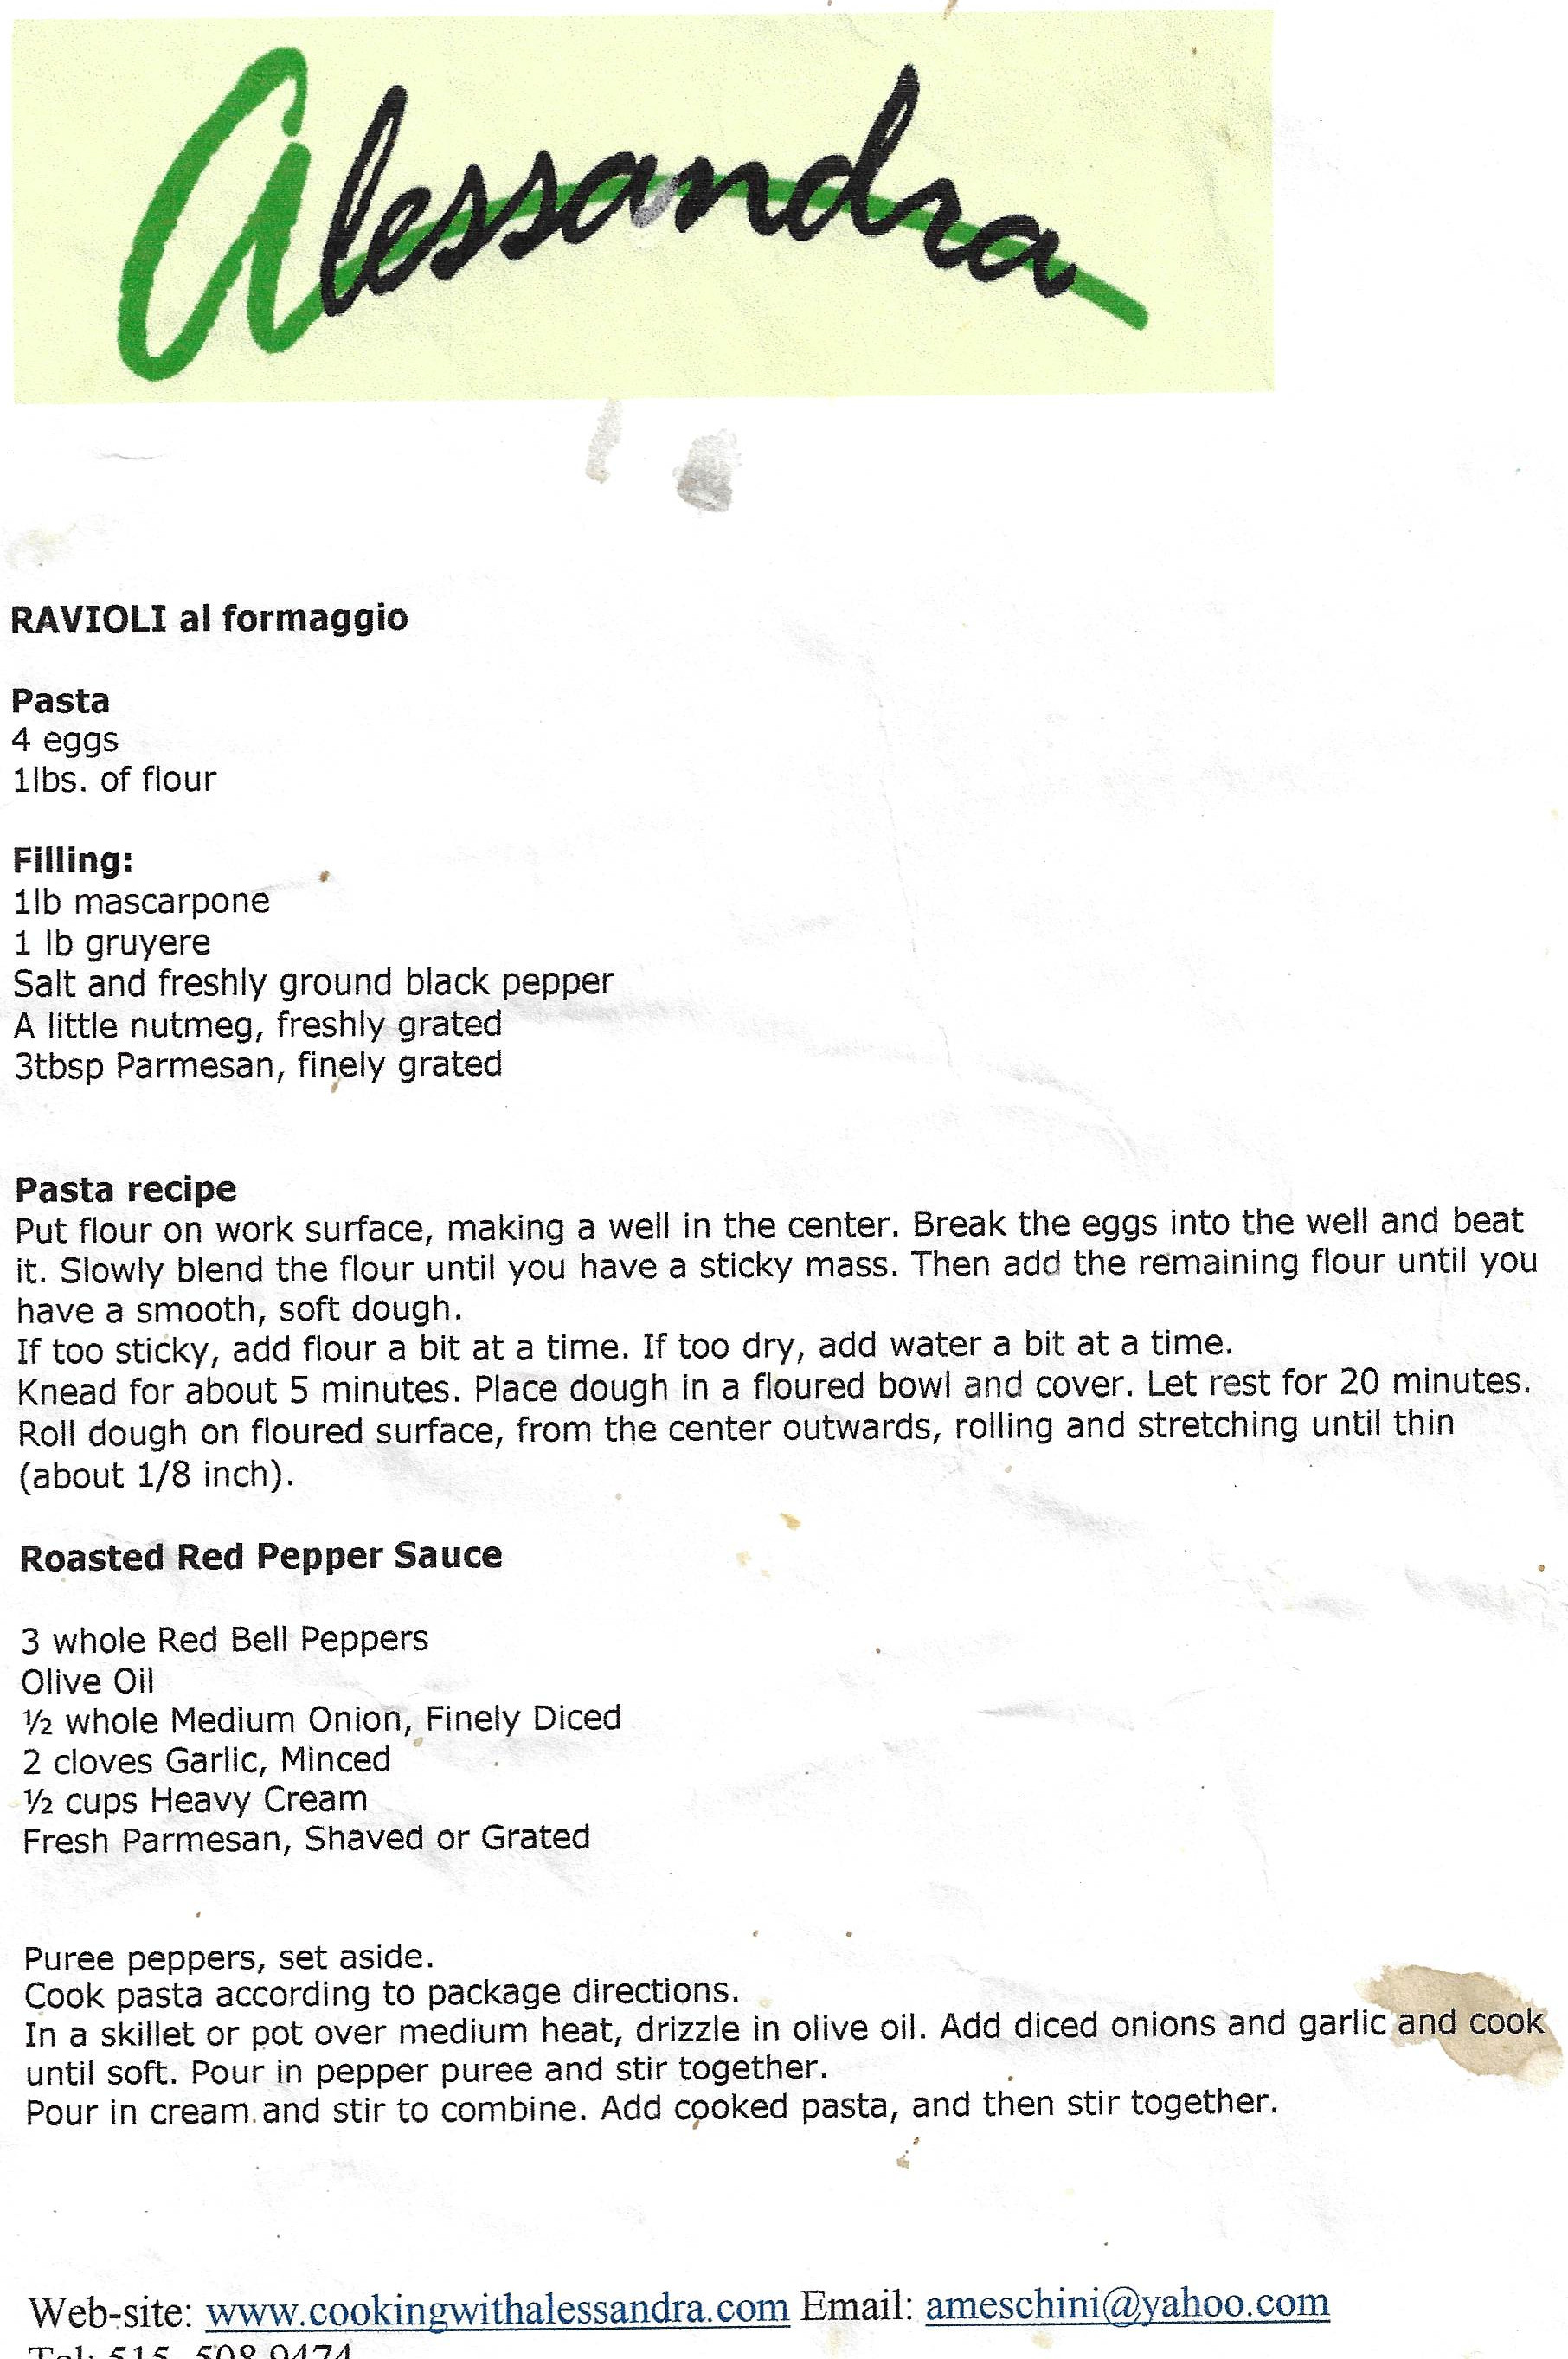 Alessandra
RAVIOLI al formaggio
Pasta
4 eggs
1lbs. of flour
Filling:
1lb mascarpone
1 lb gruyere
Salt and freshly ground black pepper
A little nutmeg, freshly grated
3tbsp Parmesan, finely grated
Pasta recipe
Put flour on work surface, making a well in the center. Break the eggs into the well and beat
it. Slowly blend the flour until you have a sticky mass. Then add the remaining flour until you
have a smooth, soft dough.
If too sticky, add flour a bit at a time. If too dry, add water a bit at a time.
Knead for about 5 minutes. Place dough in a floured bowl and cover. Let rest for 20 minutes.
Roll dough on floured surface, from the center outwards, rolling and stretching until thin
(about 1/8 inch).
Roasted Red Pepper Sauce
3 whole Red Bell Peppers
Olive Oil
½ whole Medium Onion, Finely Diced
2 cloves Garlic, Minced
½ cups Heavy Cream
Fresh Parmesan, Shaved or Grated
Puree peppers, set aside.
Cook pasta according to package directions.
In a skillet or pot over medium heat, drizzle in olive oil. Add diced onions and garlic and cook
until soft. Pour in pepper puree and stir together.
Pour in cream and stir to combine. Add cooked pasta, and then stir together.
Web-site: www.cookingwithalessandra.com Email: ameschini@yahoo.com
Tel: 515- 508 9474